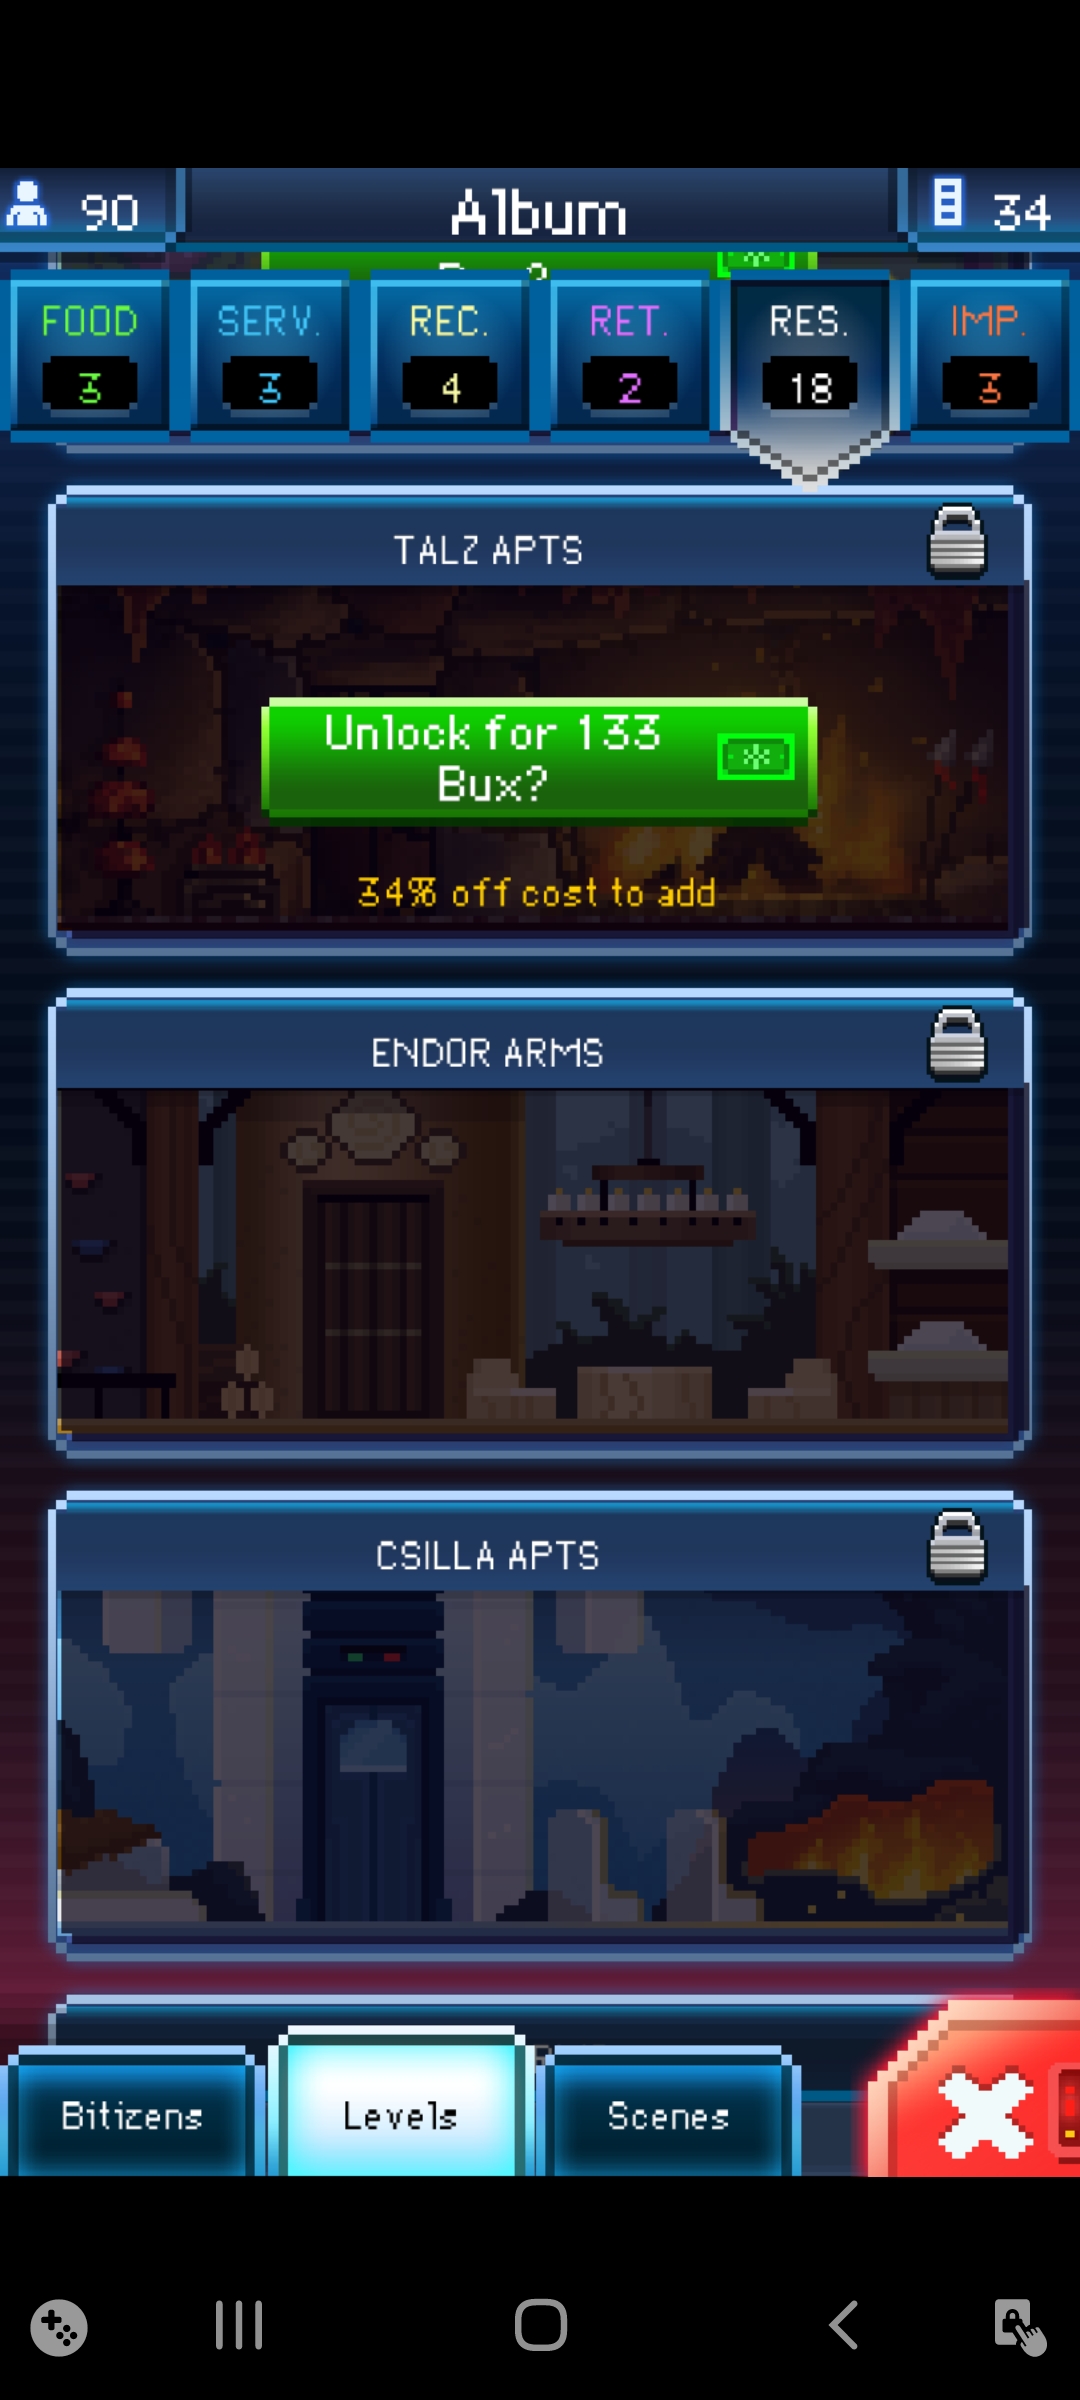 90
Album
34
FOOD
SERV.
REC.
RET.
RES.
IMP.
3
3
4
2
18
3
TALZ APTS
Unlock for 133
Bux?
34% off cost to add
ENDOR ARMS
CSILLA APTS
Bitizens
Levels
Scenes